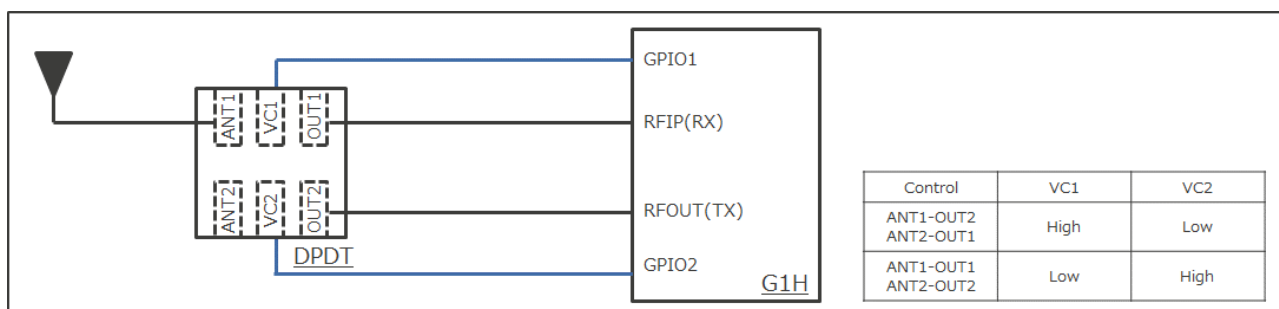 GPIO1
ANT1
VC1
OUT1
RFIP(RX)
ANT2
VC2
OUT2
RFOUT(TX)
DPDT
GPIO2
G1H
Control VC1 VC2
ANT1-OUT2
ANT2-OUT1
High Low
ANT1-OUT1
ANT2-OUT2
Low High